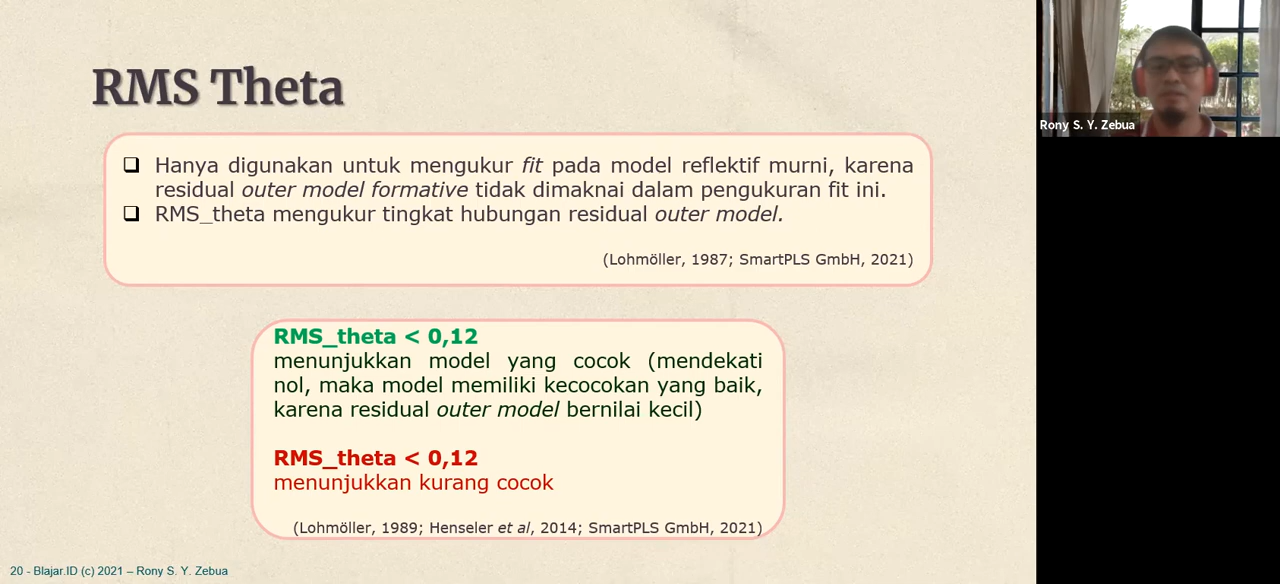 RMS Theta
❑ Hanya digunakan untuk mengukur fit pada model reflektif murni, karena
residual outer model formative tidak dimaknai dalam pengukuran fit ini.
❑ RMS_theta mengukur tingkat hubungan residual outer model.
(Lohmöller, 1987; SmartPLS GmbH, 2021)
RMS_theta < 0,12
menunjukkan model yang cocok (mendekati
nol, maka model memiliki kecocokan yang baik,
karena residual outer model bernilai kecil)
RMS_theta < 0,12
menunjukkan kurang cocok
(Lohmöller, 1989; Henseler et al, 2014; SmartPLS GmbH, 2021)
20 - Blajar.ID (c) 2021 – Rony S. Y. Zebua
Rony S. Y. Zebua